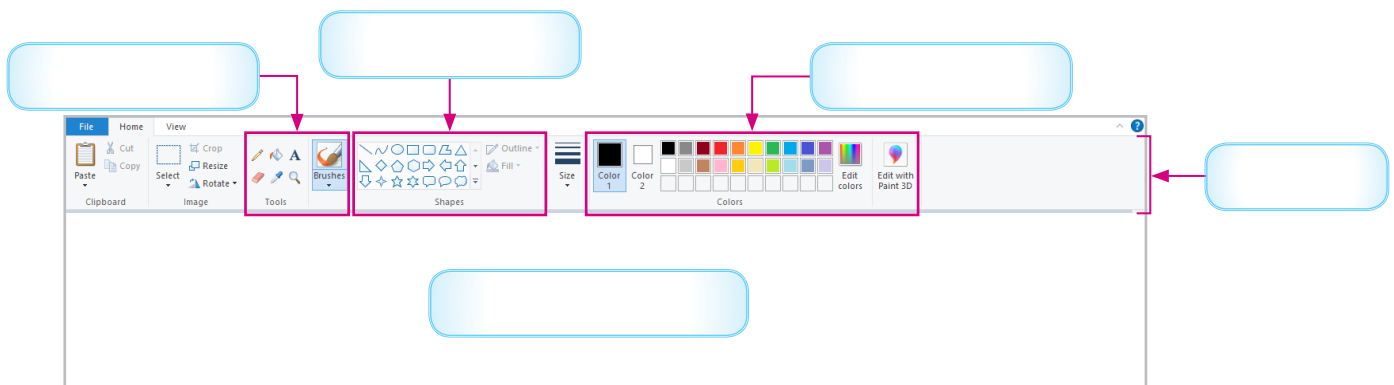 File Home View
?
Paste
Cut
Copy
Clipboard
Select
Crop
Resize
Rotate
Image
A
Tools
Brushes
Outline
Fill
Shapes
Size
Color
1
Color
2
Edit
colors
Colors
Edit with
Paint 3D